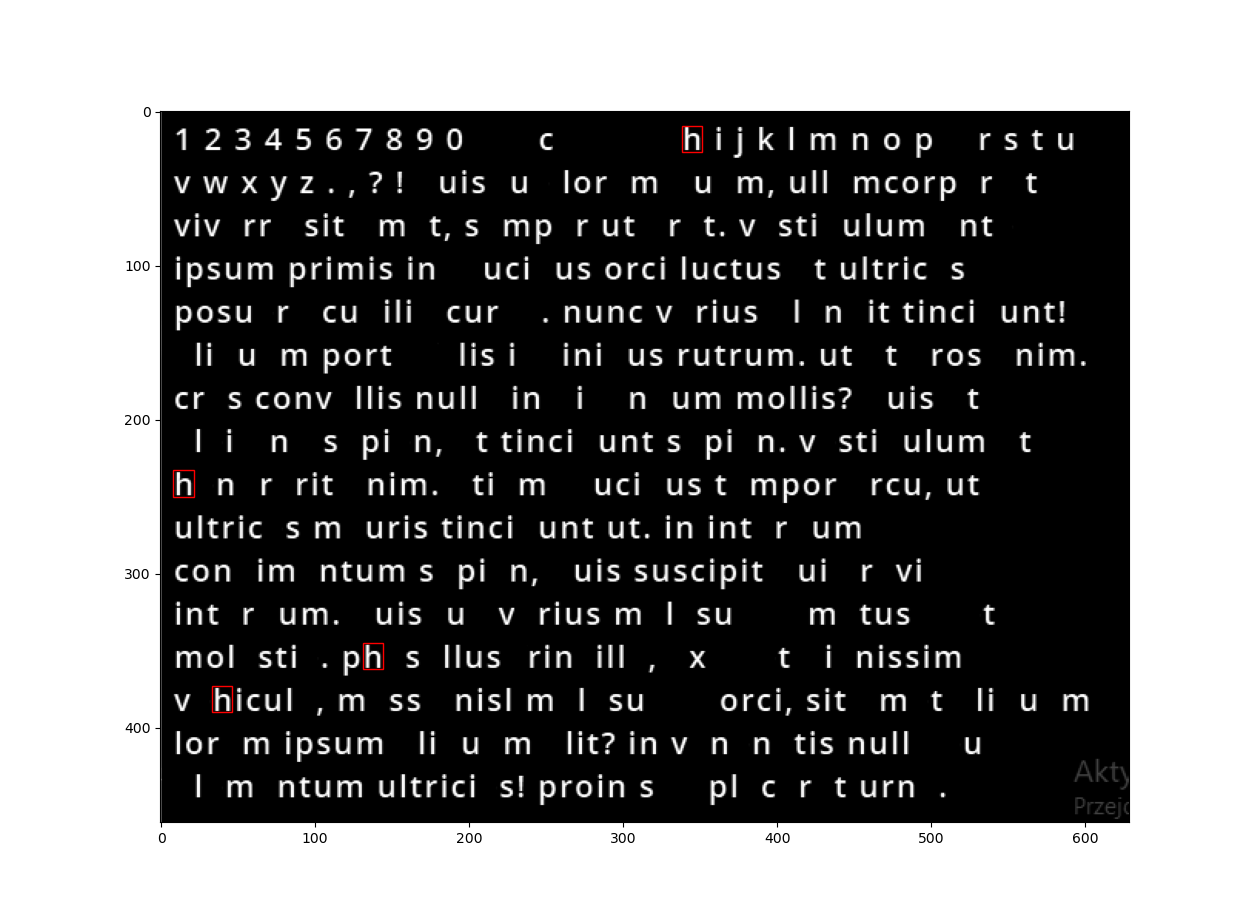 0
1 2 3 4 5 6 7 8 9 0 c h i j k l m n o p r s t u
v w x y z . , ? ! uis u lor m u m, ull mcorp r t
viv rr sit m t, s mp r ut r t. v sti ulum nt
100 ipsum primis in uci us orci luctus t ultric s
posu r cu ili cur . nunc v rius l n it tinci unt!
li u m port lis i ini us rutrum. ut t ros nim.
200 cr s conv llis null in i n um mollis? uis t
l i n s pi n, t tinci unt s pi n. v sti ulum t
h n r rit nim. ti m uci us t mpor rcu, ut
ultric s m uris tinci unt ut. in int r um
300 con im ntum s pi n, uis suscipit ui r vi
int r um. uis u v rius m l su m tus t
mol sti . ph s llus rin ill , x t i nissim
v hicul , m ss nisl m l su orci, sit m t li u m
400 lor m ipsum li u m lit? in v n n tis null u
l m ntum ultrici s! proin s pl c r t urn .
Akty
Przejd
0 100 200 300 400 500 600